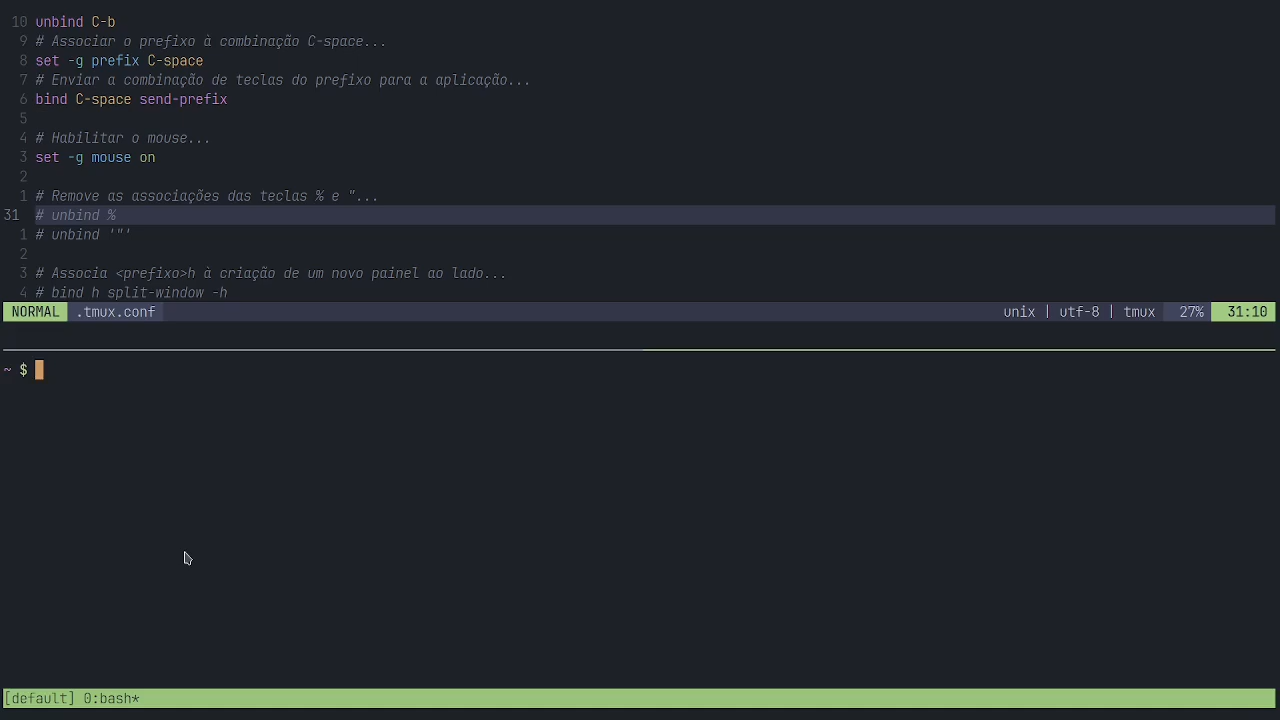 10 unbind C-b
9 # Associar o prefixo à combinação C-space...
8 set -g prefix C-space
7 # Enviar a combinação de teclas do prefixo para a aplicação...
6 bind C-space send-prefix
5
4 # Habilitar o mouse...
3 set -g mouse on
2
1 # Remove as associações das teclas % e "...
31 # unbind %
1 # unbind '"'
2
3 # Associa <prefixo>h à criação de um novo painel ao lado...
4 # bind h split-window -h
NORMAL .tmux.conf unix | utf-8 | tmux 27% 31:10
~ $
[default] 0:bash*